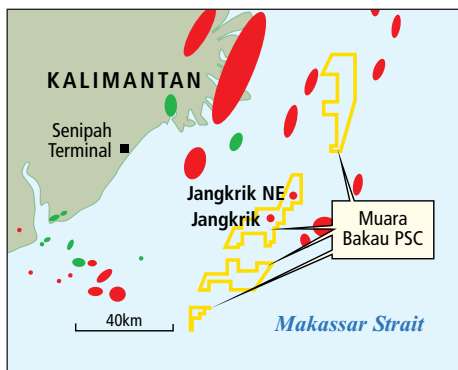 KALIMANTAN
Senipah
Terminal
Jangkrik NE
Jangkrik
Muara
Bakau PSC
40km
Makassar Strait